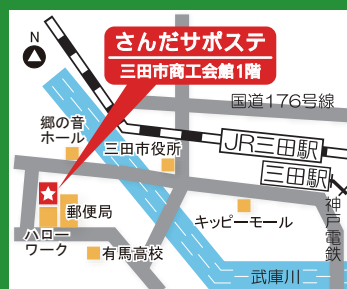 さんだサポステ
三田市商工会館1階
N
国道176号線
郷の音
ホール
三田市役所
JR三田駅
三田駅
神戸電鉄
郵便局
キッピーモール
ハロー
ワーク
有馬高校
武庫川